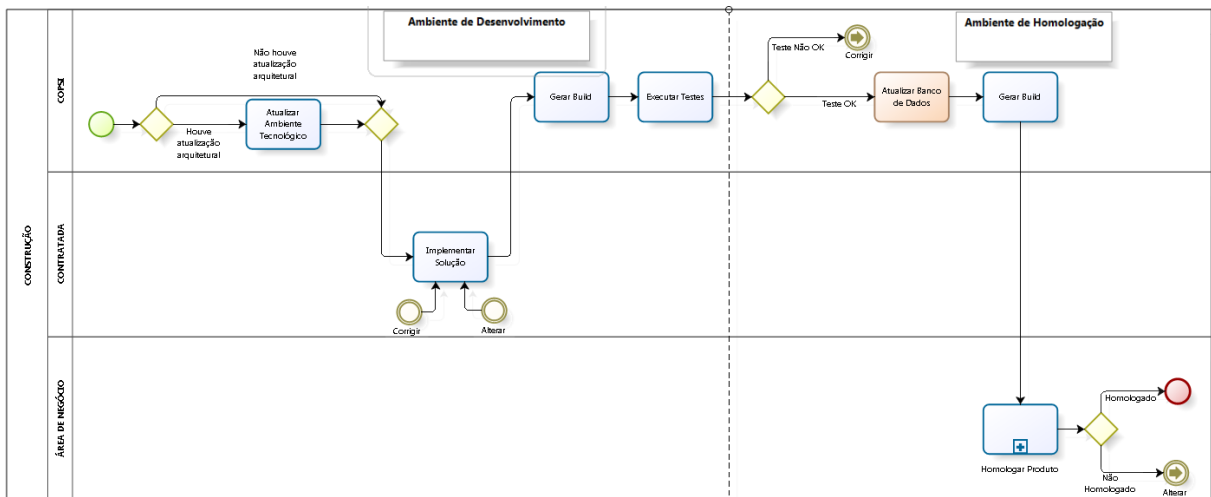 CONSTRUÇÃO
COPSI
Ambiente de Desenvolvimento
Ambiente de Homologação
Não houve
atualização
arquitetural
Atualizar
Ambiente
Tecnológico
Houve
atualização
arquitetural
Gerar Build
Executar Testes
Teste Não OK
Corrigir
Teste OK
Atualizar Banco
de Dados
Gerar Build
CONTRATADA
Implementar
Solução
Corrigir
Alterar
ÁREA DE NEGÓCIO
Homologar Produto
Homologado
Não
Homologado
Alterar